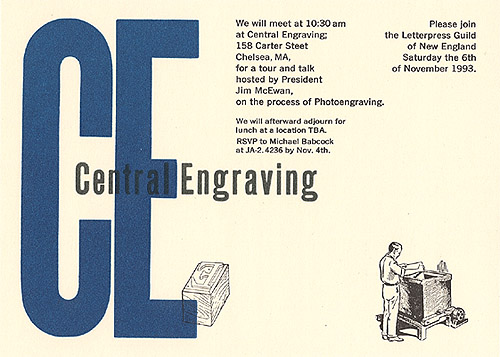 CE
Central Engraving
We will meet at 10:30 am
at Central Engraving;
158 Carter Steet
Chelsea, MA,
for a tour and talk
hosted by President
Jim McEwan,
on the process of Photoengraving.
We will afterward adjourn for
lunch at a location TBA.
RSVP to Michael Babcock
at JA-2.4236 by Nov. 4th.
Please join
the Letterpress Guild
of New England
Saturday the 6th
of November 1993.